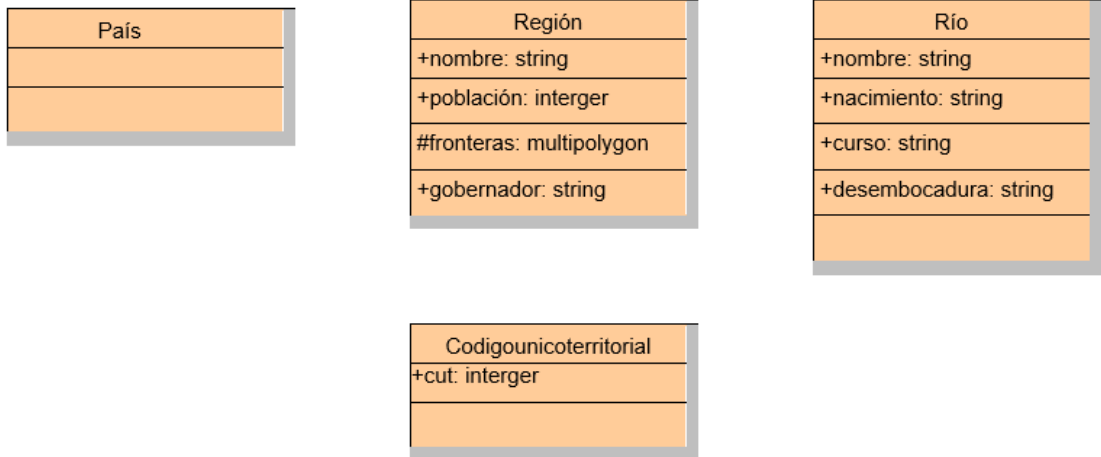 País
Región
+nombre: string
+población: interger
#fronteras: multipolygon
+gobernador: string
Río
+nombre: string
+nacimiento: string
+curso: string
+desembocadura: string
Codigounicoterritorial
+cut: interger